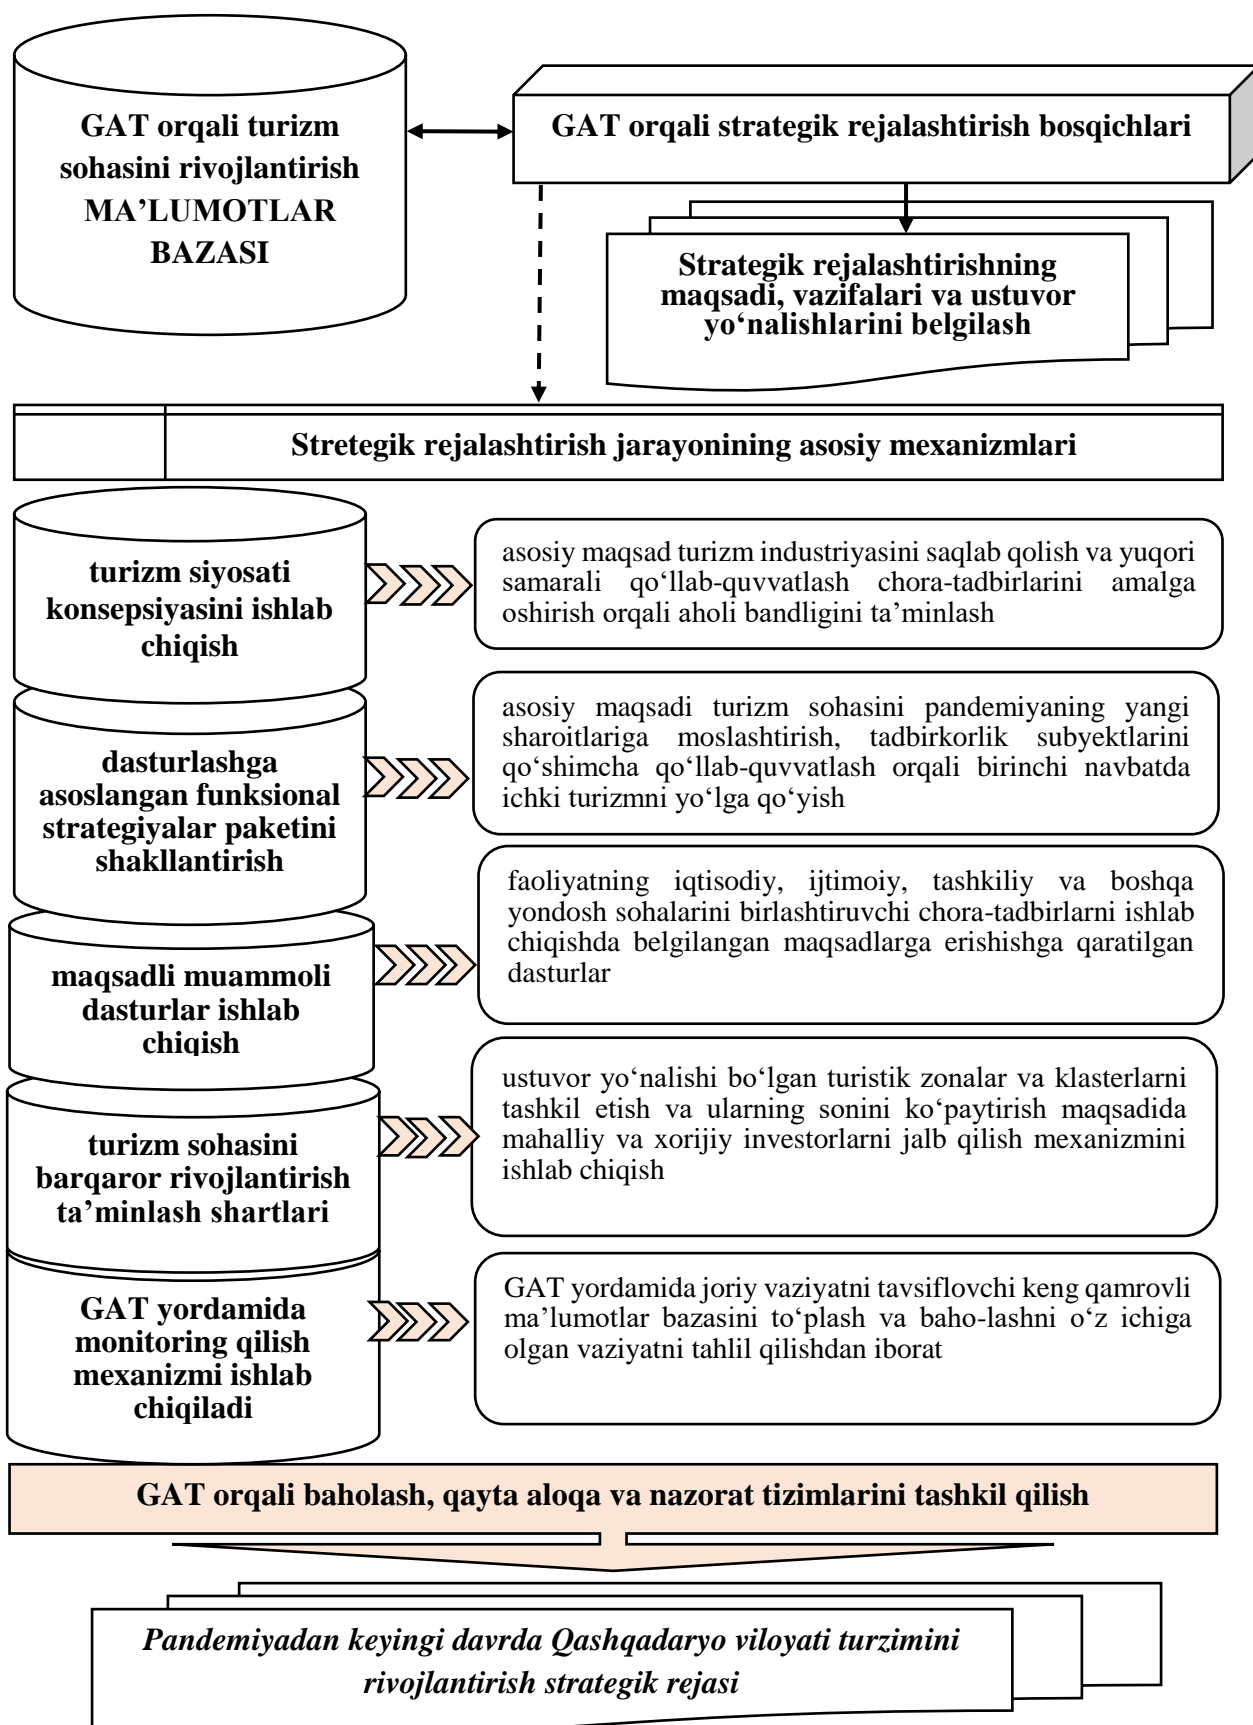 GAT orqali turizm
sohasini rivojlantirish
MA’LUMOTLAR
BAZASI
GAT orqali strategik rejalashtirish bosqichlari
Strategik rejalashtirishning
maqsadi, vazifalari va ustuvor
yo‘nalishlarini belgilash
Stretegik rejalashtirish jarayonining asosiy mexanizmlari
turizm siyosati
konsepsiyasini ishlab
chiqish
asosiy maqsad turizm industriyasini saqlab qolish va yuqori
samarali qo‘llab-quvvatlash chora-tadbirlarini amalga
oshirish orqali aholi bandligini ta’minlash
dasturlashga
asoslangan funksional
strategiyalar paketini
shakllantirish
asosiy maqsadi turizm sohasini pandemiyaning yangi
sharoitlariga moslashtirish, tadbirkorlik subyektlarini
qo‘shimcha qo‘llab-quvvatlash orqali birinchi navbatda
ichki turizmni yo‘lga qo‘yish
maqsadli muammoli
dasturlar ishlab
chiqish
faoliyatning iqtisodiy, ijtimoiy, tashkiliy va boshqa
yondosh sohalarini birlashtiruvchi chora-tadbirlarni ishlab
chiqishda belgilangan maqsadlarga erishishga qaratilgan
dasturlar
turizm sohasini
barqaror rivojlantirish
ta’minlash shartlari
ustuvor yo‘nalishi bo‘lgan turistik zonalar va klasterlarni
tashkil etish va ularning sonini ko‘paytirish maqsadida
mahalliy va xorijiy investorlarni jalb qilish mexanizmini
ishlab chiqish
GAT yordamida
monitoring qilish
mexanizmi ishlab
chiqiladi
GAT yordamida joriy vaziyatni tavsiflovchi keng qamrovli
ma’lumotlar bazasini to‘plash va baho-lashni o‘z ichiga
olgan vaziyatni tahlil qilishdan iborat
GAT orqali baholash, qayta aloqa va nazorat tizimlarini tashkil qilish
Pandemiyadan keyingi davrda Qashqadaryo viloyati turzimini
rivojlantirish strategik rejasi